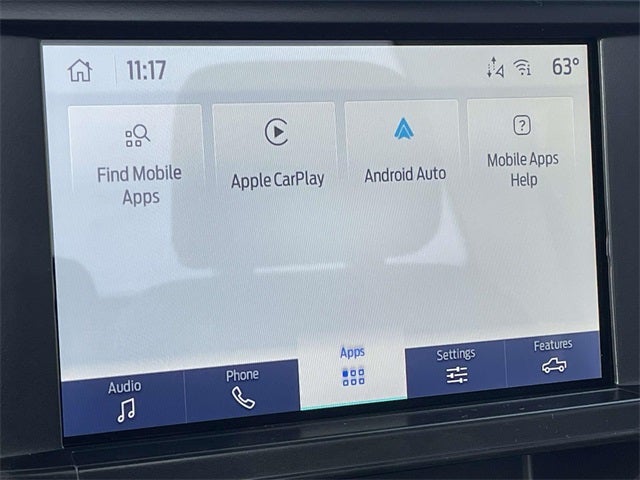 11:17
63°
Find Mobile
Apps
Apple CarPlay
Android Auto
Mobile Apps
Help
Audio
Phone
Apps
Settings
Features